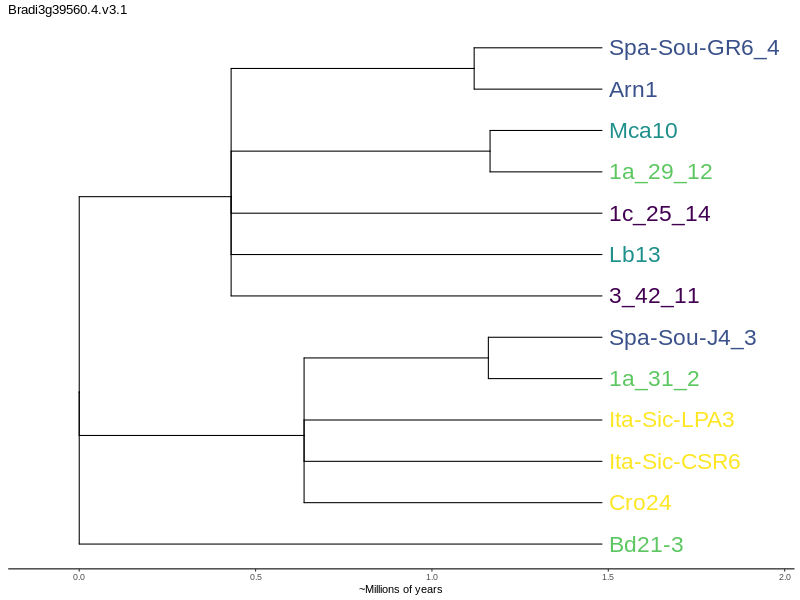 Bradi3g39560.4.v3.1
Spa-Sou-GR6_4
Arn1
Mca10
1a_29_12
1c_25_14
Lb13
3_42_11
Spa-Sou-J4_3
1a_31_2
Ita-Sic-LPA3
Ita-Sic-CSR6
Cro24
Bd21-3
0.0 0.5 1.0 1.5 2.0
~Millions of years